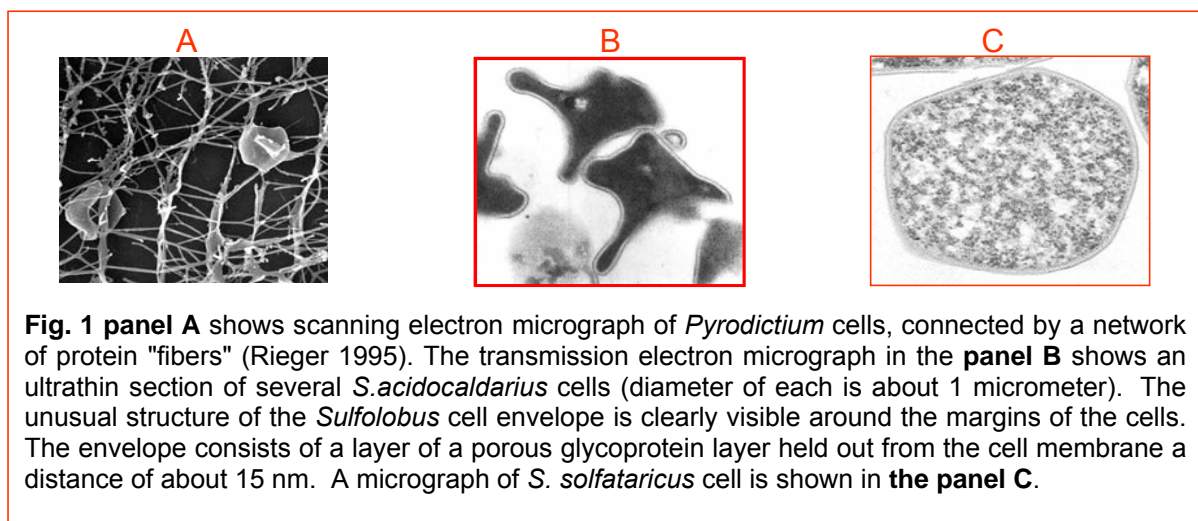 A
B
C
Fig. 1 panel A shows scanning electron micrograph of Pyrodictium cells, connected by a network
of protein "fibers" (Rieger 1995). The transmission electron micrograph in the panel B shows an
ultrathin section of several S.acidocaldarius cells (diameter of each is about 1 micrometer). The
unusual structure of the Sulfolobus cell envelope is clearly visible around the margins of the cells.
The envelope consists of a layer of a porous glycoprotein layer held out from the cell membrane a
distance of about 15 nm. A micrograph of S. solfataricus cell is shown in the panel C.